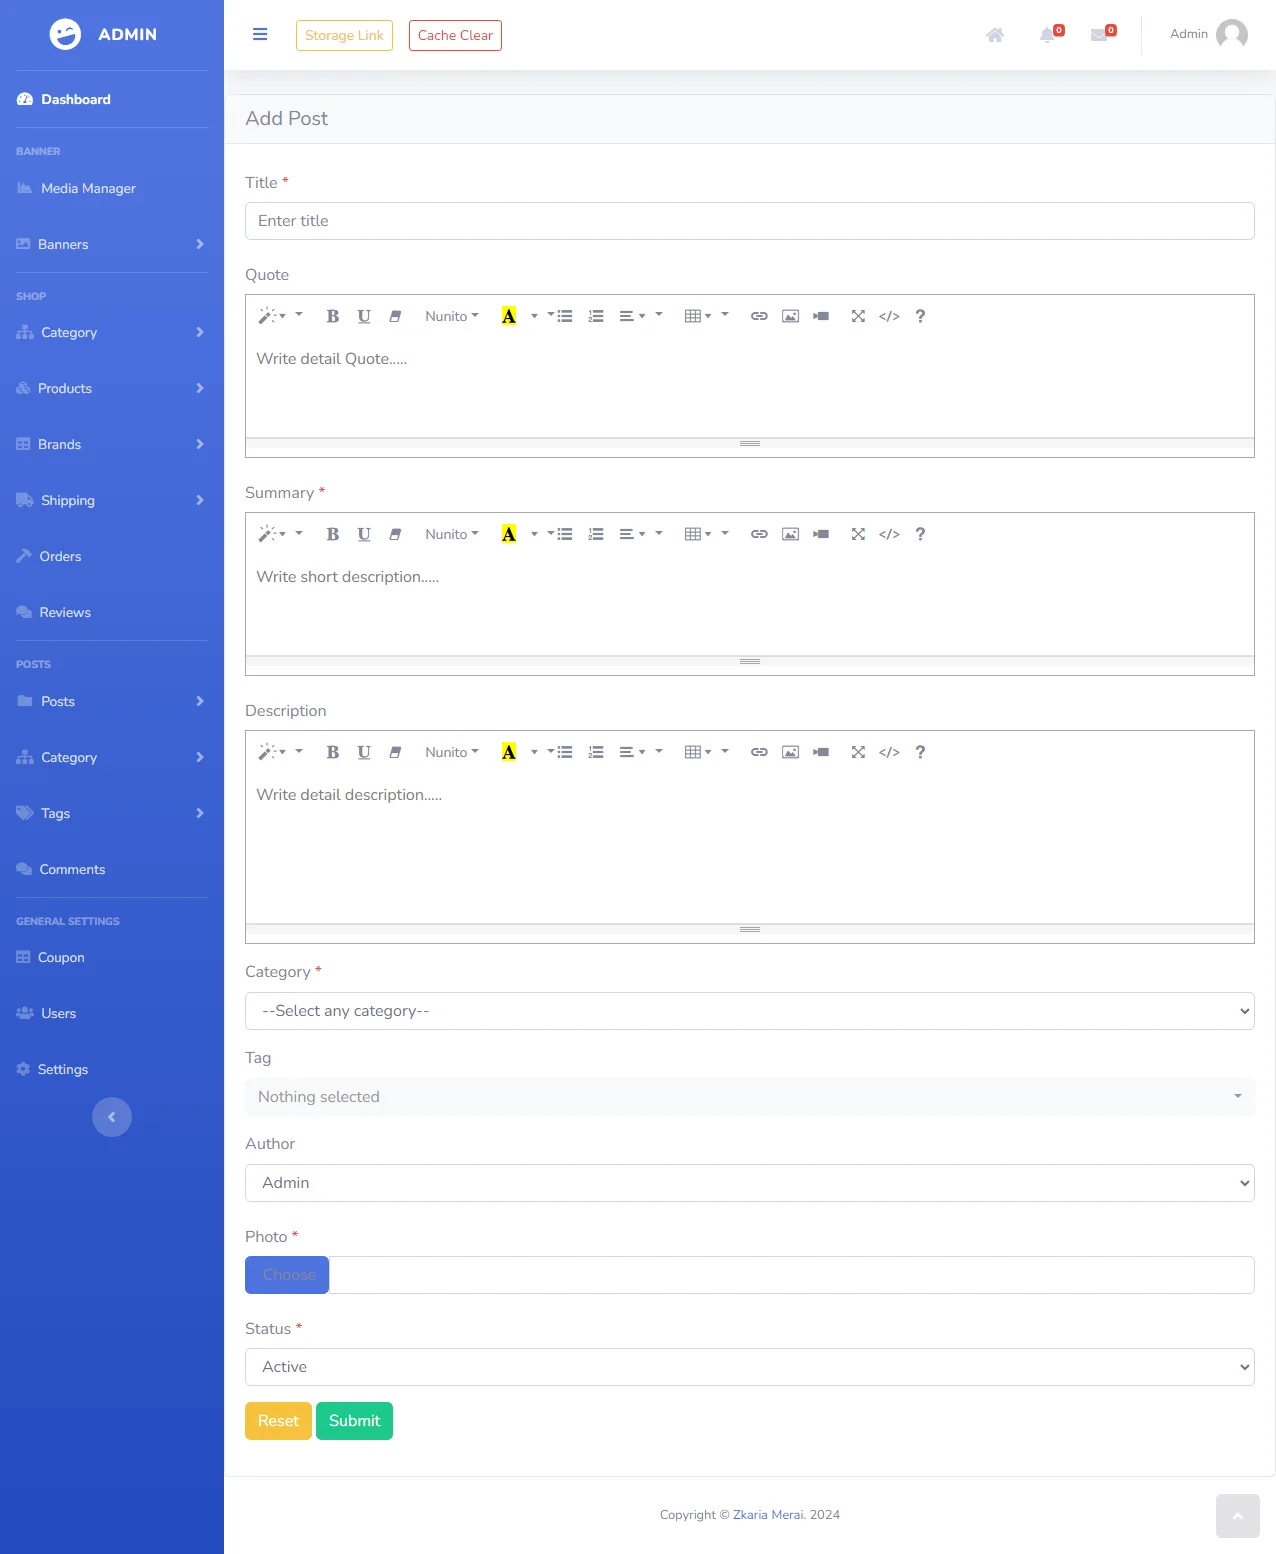 ADMIN
Dashboard
BANNER
Media Manager
Banners
SHOP
Category
Products
Brands
Shipping
Orders
Reviews
POSTS
Posts
Category
Tags
Comments
GENERAL SETTINGS
Coupon
Users
Settings
Storage Link
Cache Clear
0
0
Admin
Add Post
Title *
Enter title
Quote
B U Nunito A </> ?
Write detail Quote.....
Summary *
B U Nunito A </> ?
Write short description.....
Description
B U Nunito A </> ?
Write detail description.....
Category *
--Select any category--
Tag
Nothing selected
Author
Admin
Photo *
Choose
Status *
Active
Reset Submit
Copyright © Zkaria Merai. 2024